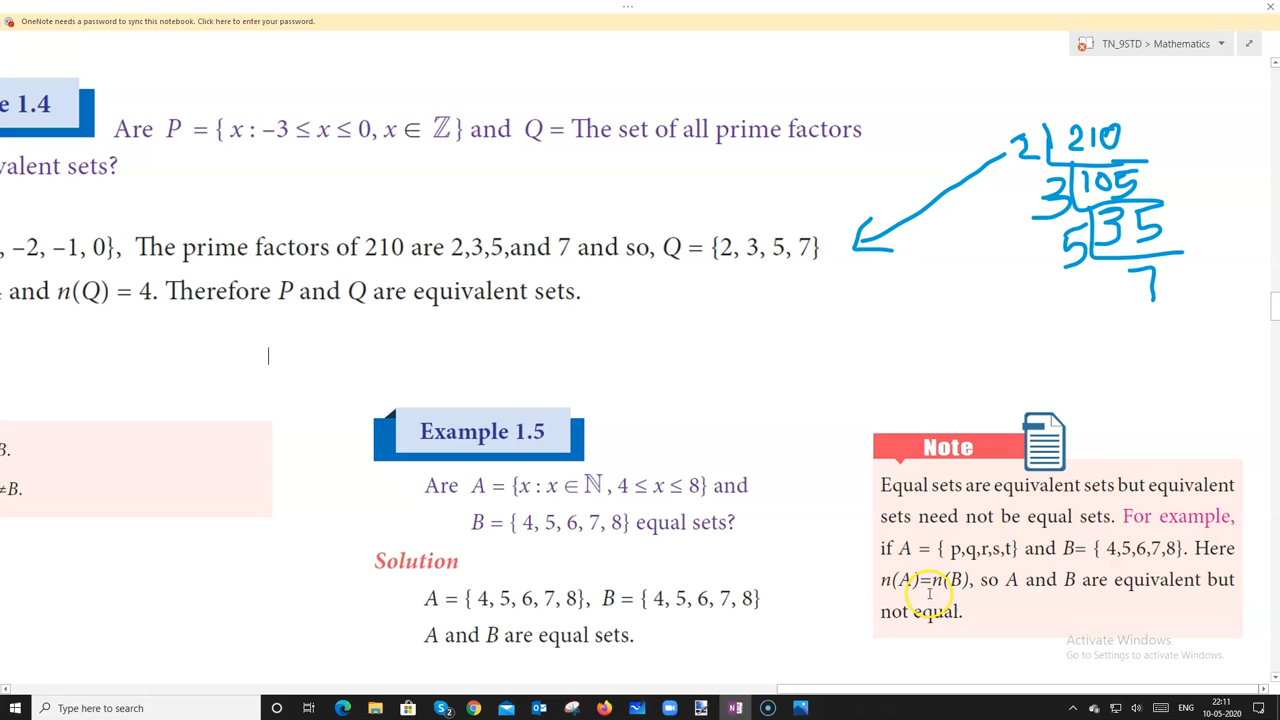 OneNote needs a password to sync this notebook. Click here to enter your password.
TN_9STD > Mathematics
e 1.4
Are P = { x : –3 ≤ x ≤ 0, x ∈ ℤ } and Q = The set of all prime factors
valent sets?
, -2, -1, 0}, The prime factors of 210 are 2,3,5,and 7 and so, Q = {2, 3, 5, 7}
and n(Q) = 4. Therefore P and Q are equivalent sets.
2 210
3 105
5 35
7
B.
≠B.
Example 1.5
Are A = {x : x ∈ ℕ, 4 ≤ x ≤ 8} and
B = { 4, 5, 6, 7, 8} equal sets?
Solution
A = { 4, 5, 6, 7, 8}, B = { 4, 5, 6, 7, 8}
A and B are equal sets.
Note
Equal sets are equivalent sets but equivalent
sets need not be equal sets. For example,
if A = { p,q,r,s,t} and B= { 4,5,6,7,8}. Here
n(A)=n(B), so A and B are equivalent but
not equal.
Activate Windows
Go to Settings to activate Windows.
Type here to search
22:11
10-05-2020